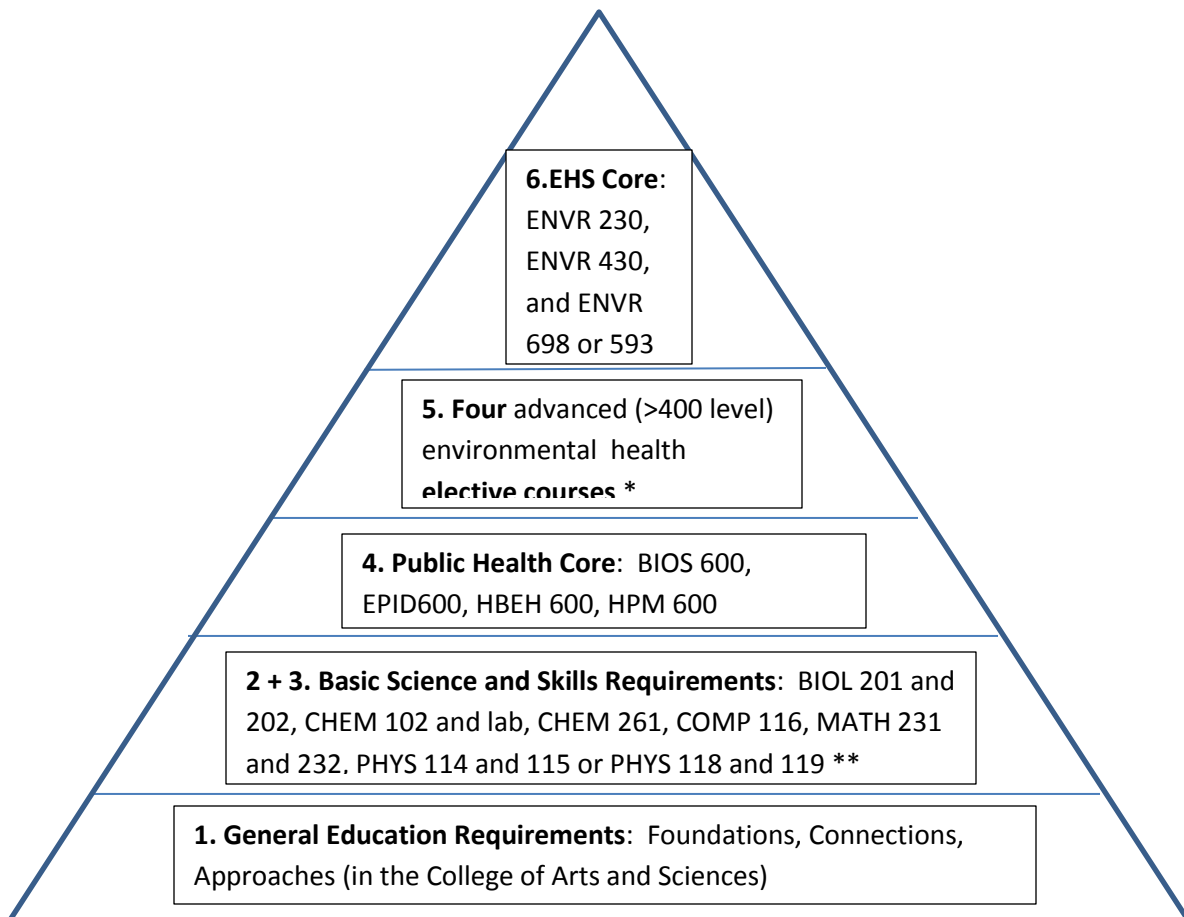 6.EHS Core:
ENVR 230,
ENVR 430,
and ENVR
698 or 593
5. Four advanced (>400 level)
environmental health
elective courses *
4. Public Health Core: BIOS 600,
EPID600, HBEH 600, HPM 600
2 + 3. Basic Science and Skills Requirements: BIOL 201 and
202, CHEM 102 and lab, CHEM 261, COMP 116, MATH 231
and 232, PHYS 114 and 115 or PHYS 118 and 119 **
1. General Education Requirements: Foundations, Connections,
Approaches (in the College of Arts and Sciences)